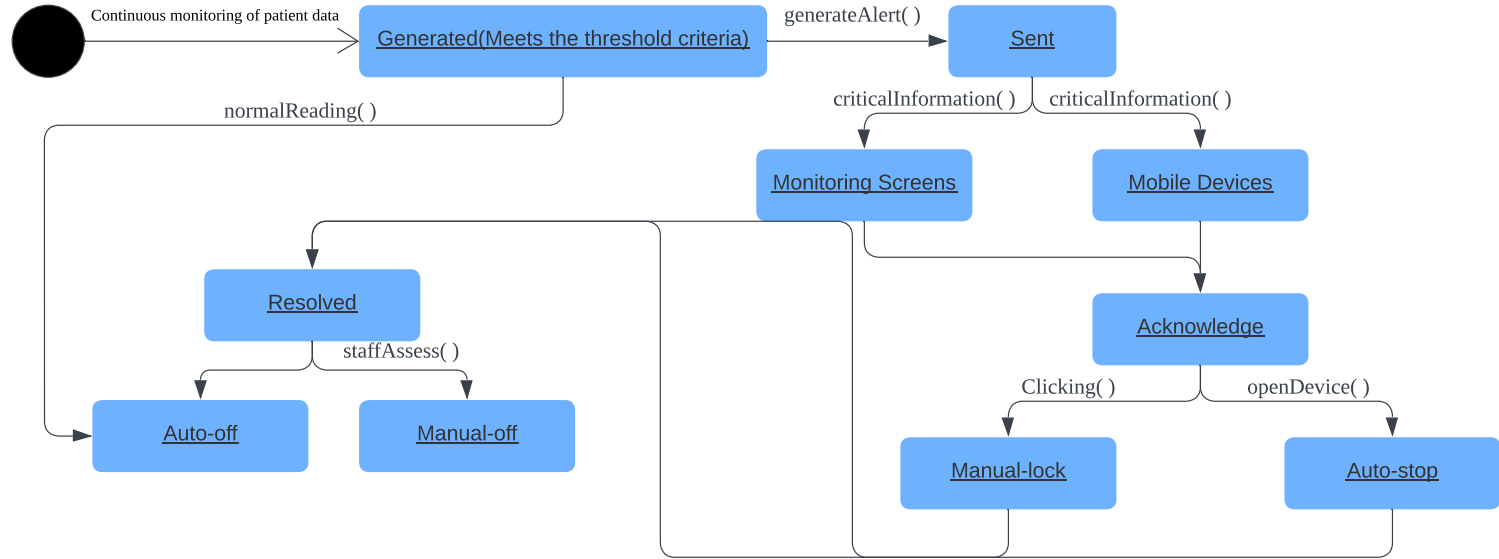 Continuous monitoring of patient data
Generated(Meets the threshold criteria)
generateAlert( )
Sent
normalReading( )
criticalInformation( )
criticalInformation( )
Monitoring Screens
Mobile Devices
Resolved
Acknowledge
staffAssess( )
Clicking( )
openDevice( )
Auto-off
Manual-off
Manual-lock
Auto-stop